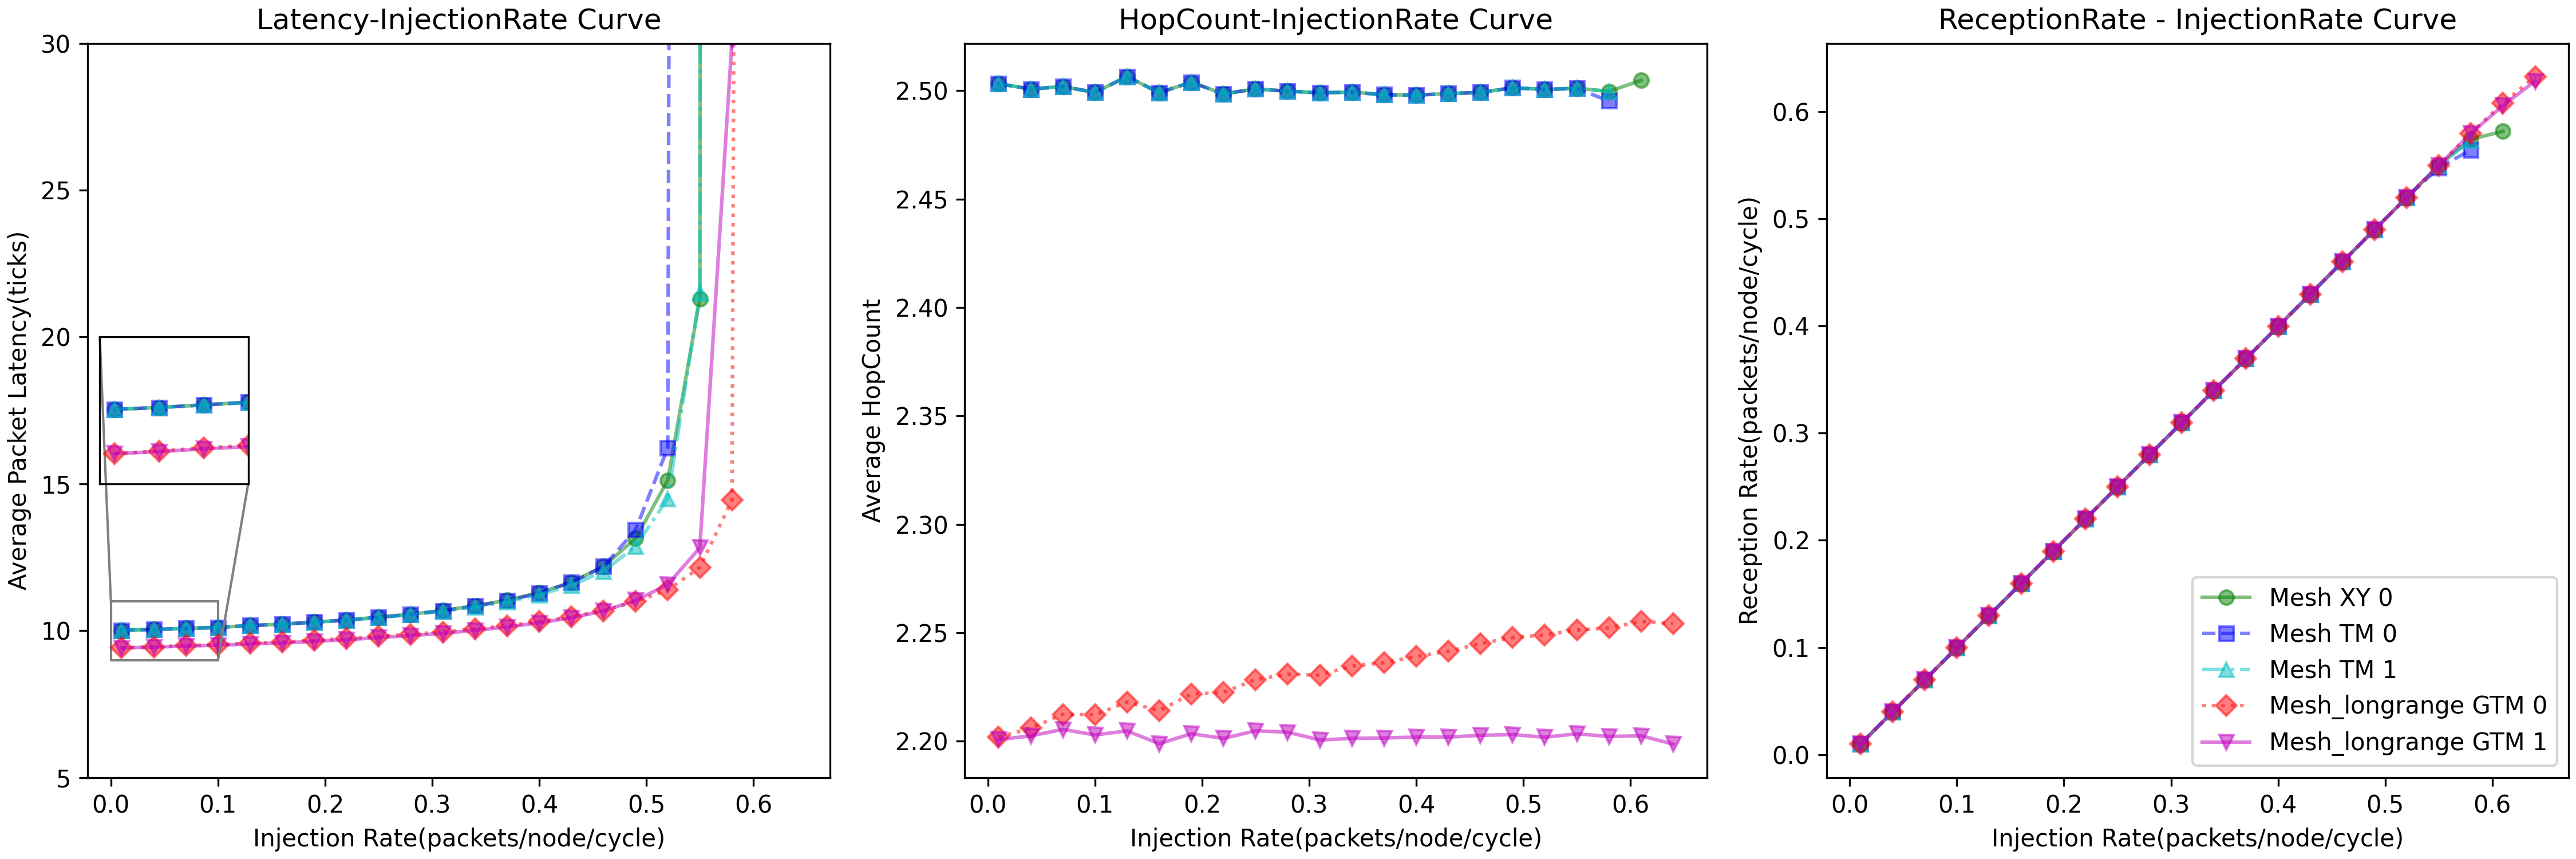 Latency-InjectionRate Curve
30
25
20
15
10
5
Average Packet Latency(ticks)
0.0 0.1 0.2 0.3 0.4 0.5 0.6
Injection Rate(packets/node/cycle)
HopCount-InjectionRate Curve
2.50
2.45
2.40
2.35
2.30
2.25
2.20
Average HopCount
0.0 0.1 0.2 0.3 0.4 0.5 0.6
Injection Rate(packets/node/cycle)
ReceptionRate - InjectionRate Curve
0.6
0.5
0.4
0.3
0.2
0.1
0.0
Reception Rate(packets/node/cycle)
Mesh XY 0
Mesh TM 0
Mesh TM 1
Mesh_longrange GTM 0
Mesh_longrange GTM 1
0.0 0.1 0.2 0.3 0.4 0.5 0.6
Injection Rate(packets/node/cycle)